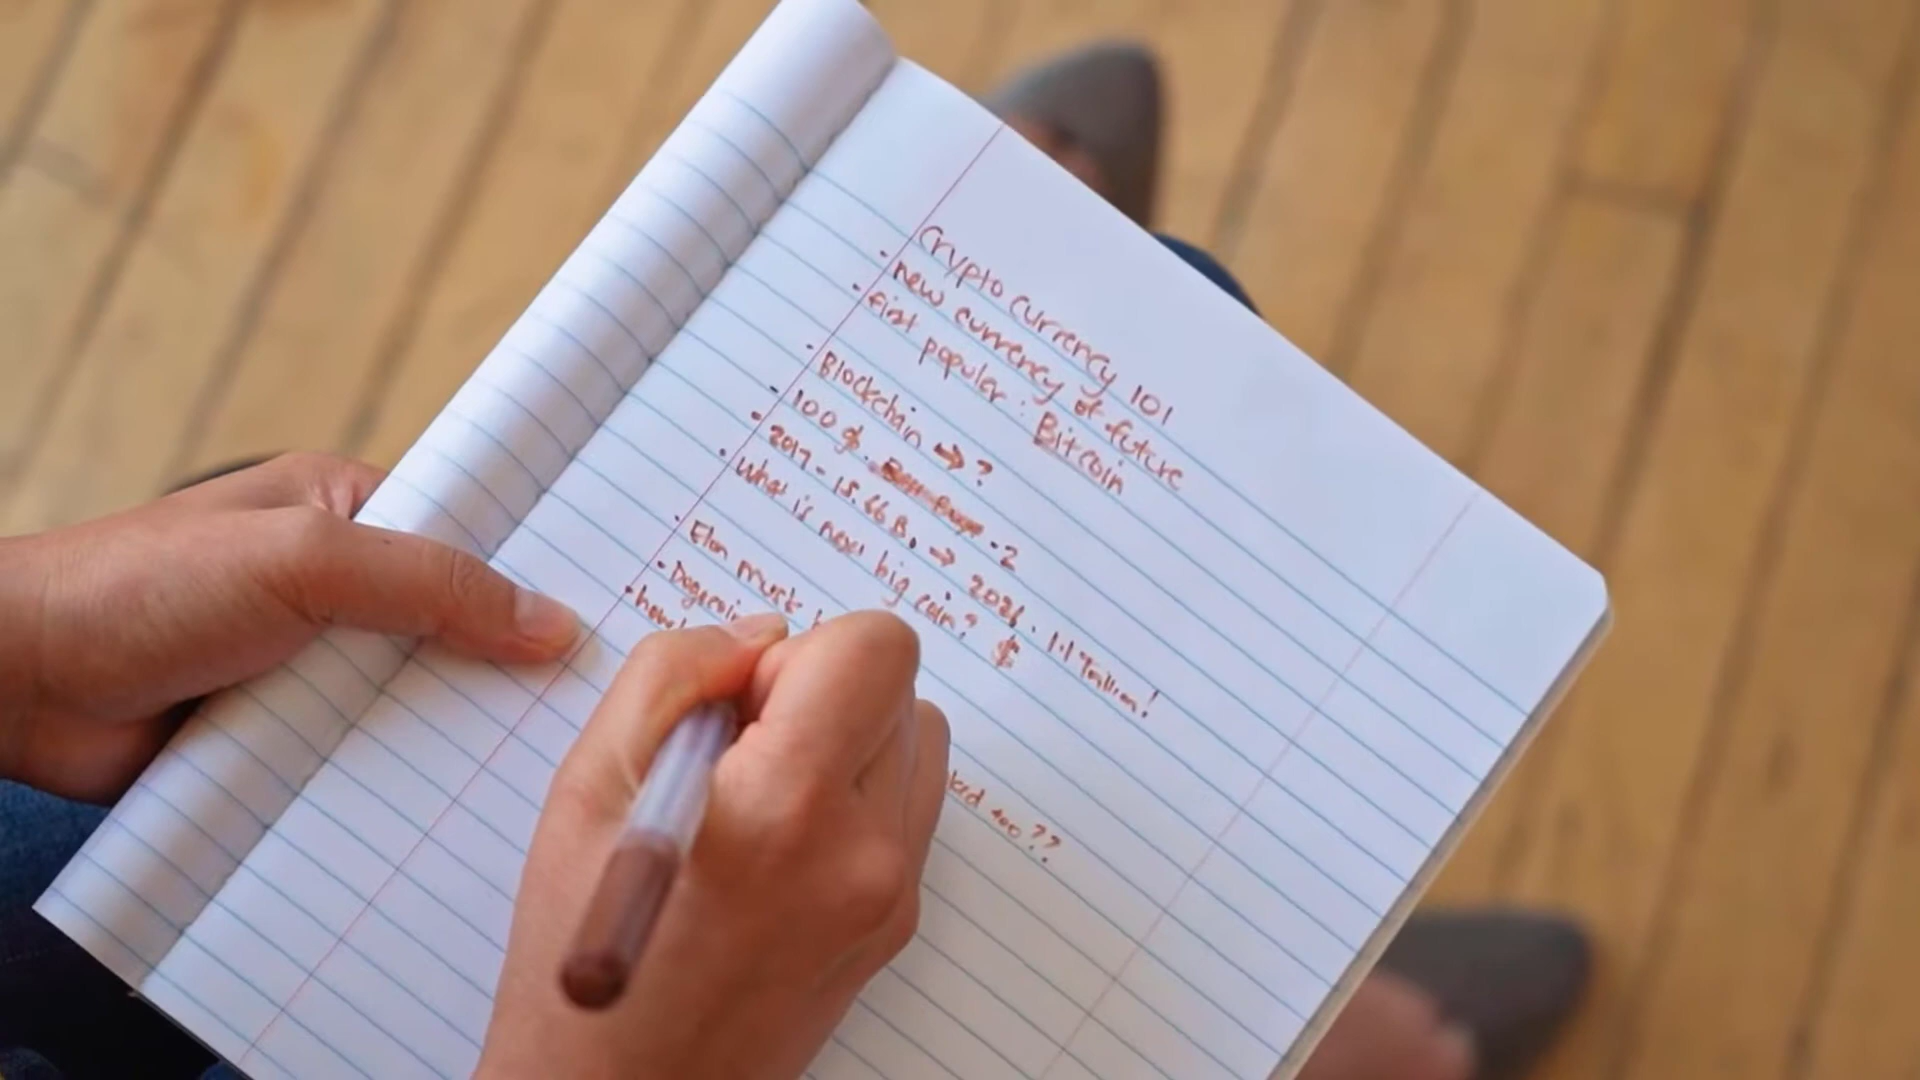 Crypto currency 101
- new currency of future
- first popular : Bitcoin
- Blockchain → ?
- 100 $. - 2
- 2017 - 15.66 B. → 2021. 1.1 Trillion!
- What is next big coin? $
- Elon Musk
- Dogecoin
- too ??